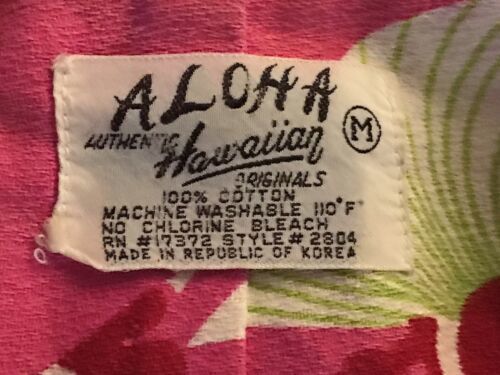 ALOHA
AUTHENTIC Hawaiian M
ORIGINALS
100% COTTON
MACHINE WASHABLE 110°F
NO CHLORINE BLEACH
RN #17372 STYLE# 2804
MADE IN REPUBLIC OF KOREA